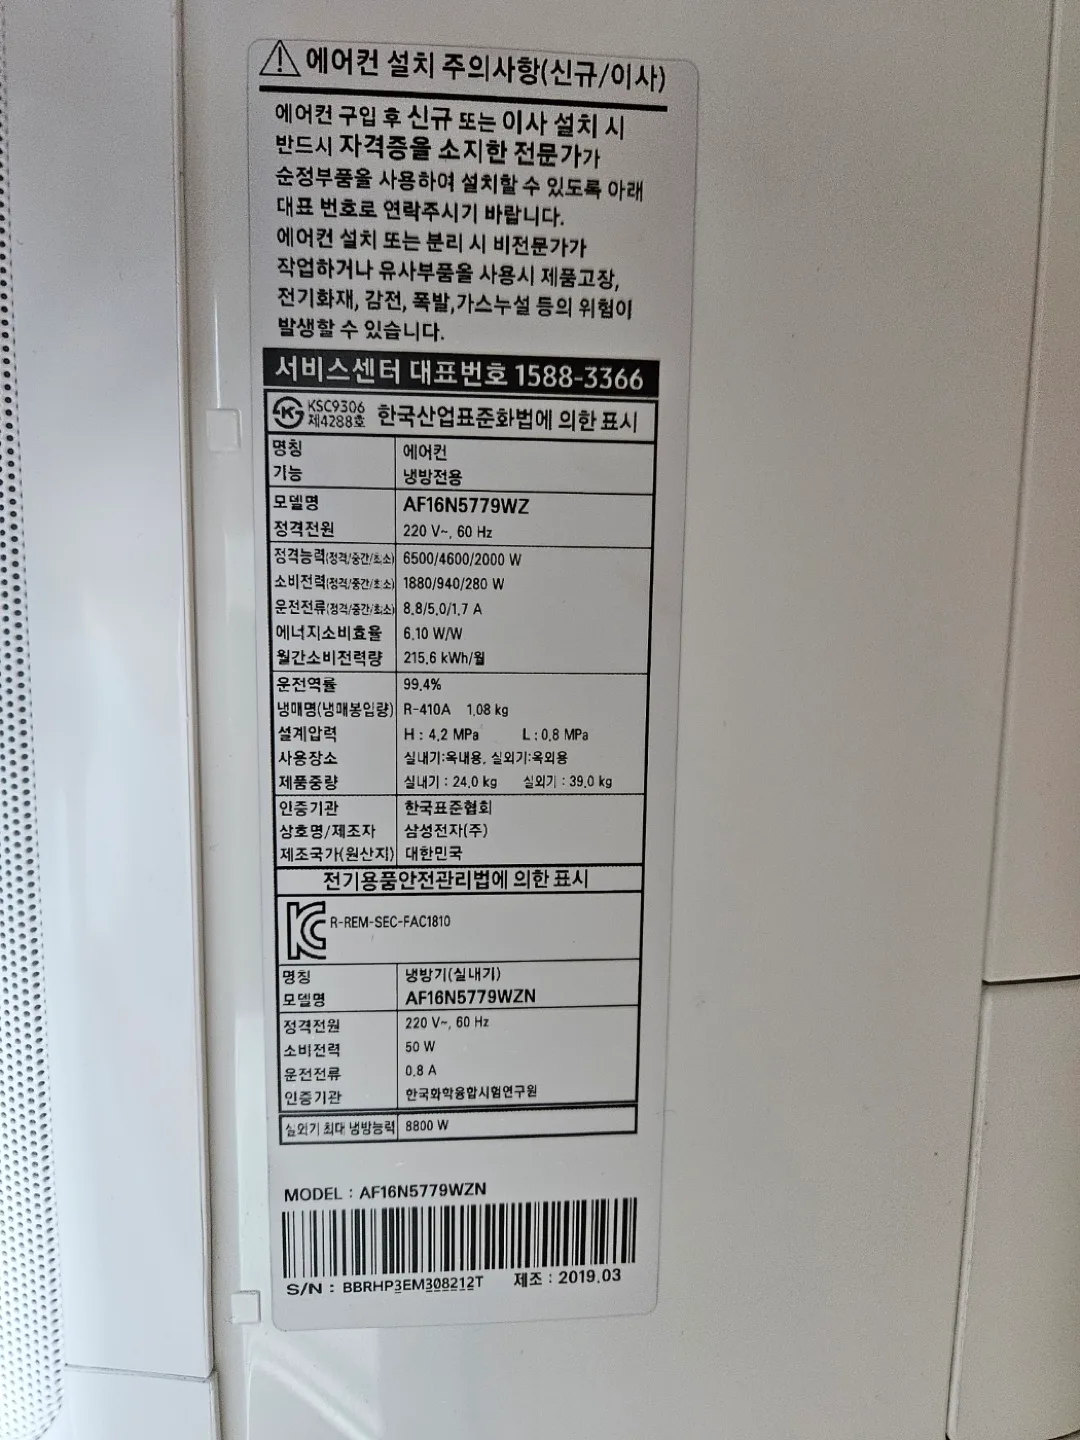 에어컨 설치 주의사항(신규/이사)
에어컨 구입 후 신규 또는 이사 설치 시
반드시 자격증을 소지한 전문가가
순정부품을 사용하여 설치할 수 있도록 아래
대표 번호로 연락주시기 바랍니다.
에어컨 설치 또는 분리 시 비전문가가
작업하거나 유사부품을 사용시 제품고장,
전기화재, 감전, 폭발,가스누설 등의 위험이
발생할 수 있습니다.
서비스센터 대표번호 1588-3366
KSC9306
제4288호 한국산업표준화법에 의한 표시
명칭 에어컨
기능 냉방전용
모델명 AF16N5779WZ
정격전원 220 V~, 60 Hz
정격능력(정격/중간/최소) 6500/4600/2000 W
소비전력(정격/중간/최소) 1880/940/280 W
운전전류(정격/중간/최소) 8.8/5.0/1.7 A
에너지소비효율 6.10 W/W
월간소비전력량 215.6 kWh/월
운전역률 99.4%
냉매명(냉매봉입량) R-410A 1.08 kg
설계압력 H : 4.2 MPa L : 0.8 MPa
사용장소 실내기:옥내용, 실외기:옥외용
제품중량 실내기 : 24.0 kg 실외기 : 39.0 kg
인증기관 한국표준협회
상호명/제조자 삼성전자(주)
제조국가(원산지) 대한민국
전기용품안전관리법에 의한 표시
R-REM-SEC-FAC1810
명칭 냉방기(실내기)
모델명 AF16N5779WZN
정격전원 220 V~, 60 Hz
소비전력 50 W
운전전류 0.8 A
인증기관 한국화학융합시험연구원
실외기 최대 냉방능력 8800 W
MODEL : AF16N5779WZN
S/N : BBRHP3EM308212T 제조 : 2019.03